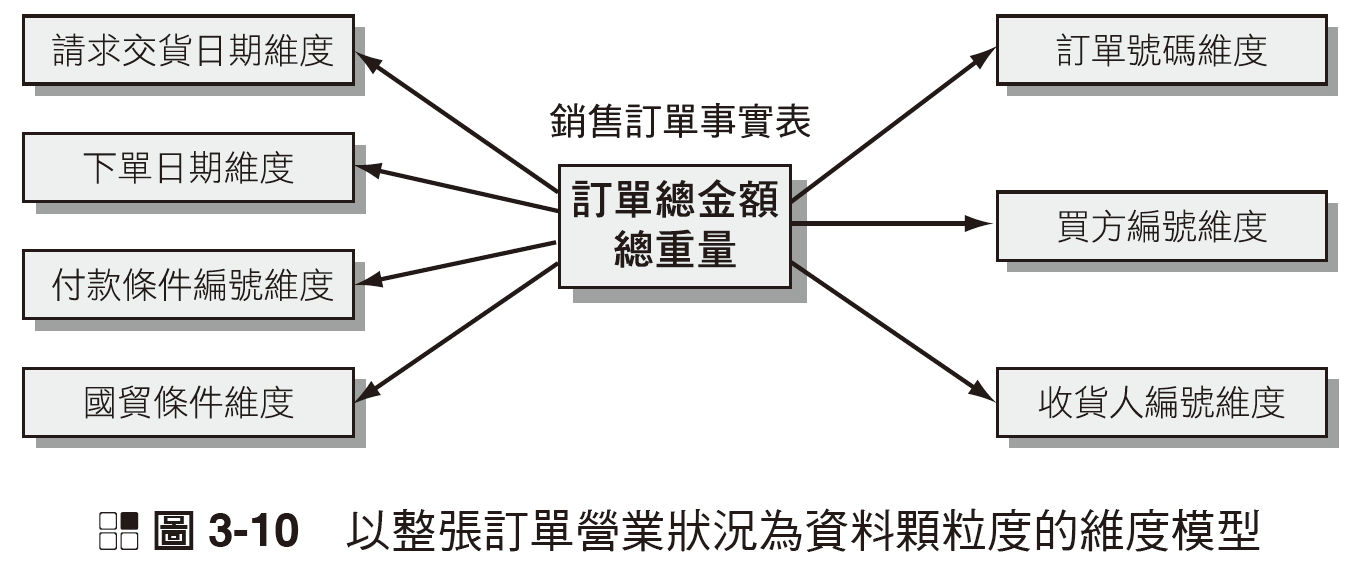 請求交貨日期維度
下單日期維度
付款條件編號維度
國貿條件維度
銷售訂單事實表
訂單總金額
總重量
訂單號碼維度
買方編號維度
收貨人編號維度
圖 3-10 以整張訂單營業狀況為資料顆粒度的維度模型